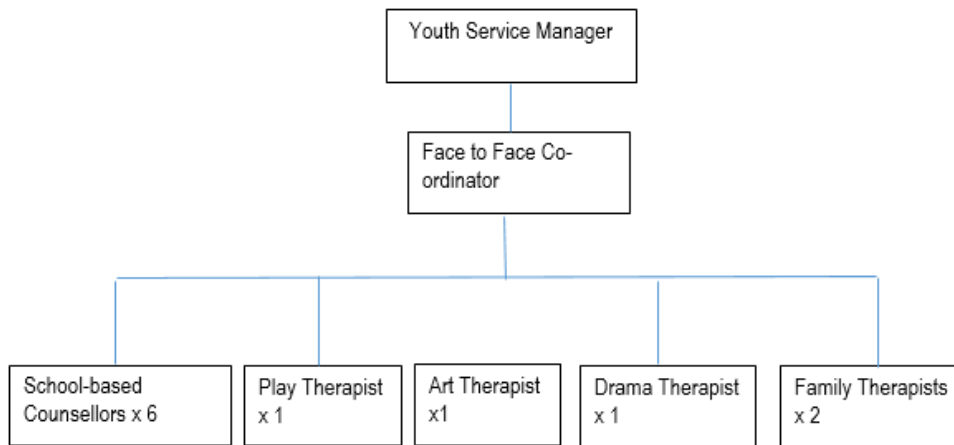 Youth Service Manager
Face to Face Co-
ordinator
School-based
Counsellors x 6
Play Therapist
x 1
Art Therapist
x1
Drama Therapist
x 1
Family Therapists
x 2